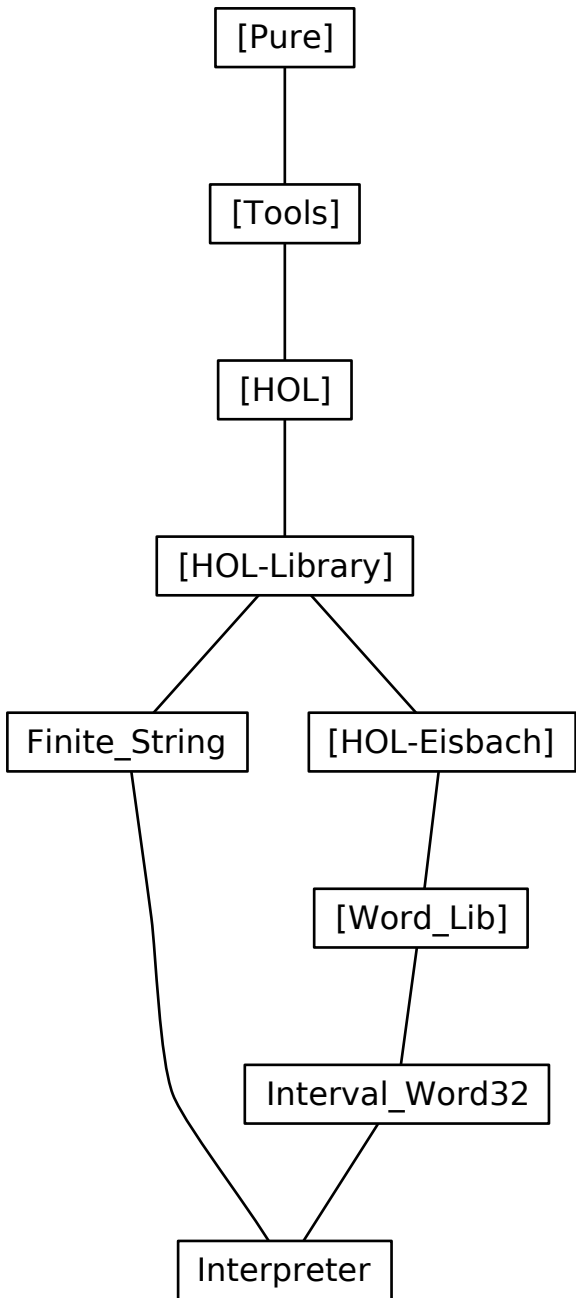 [Pure]
[Tools]
[HOL]
[HOL-Library]
Finite_String
[HOL-Eisbach]
[Word_Lib]
Interval_Word32
Interpreter